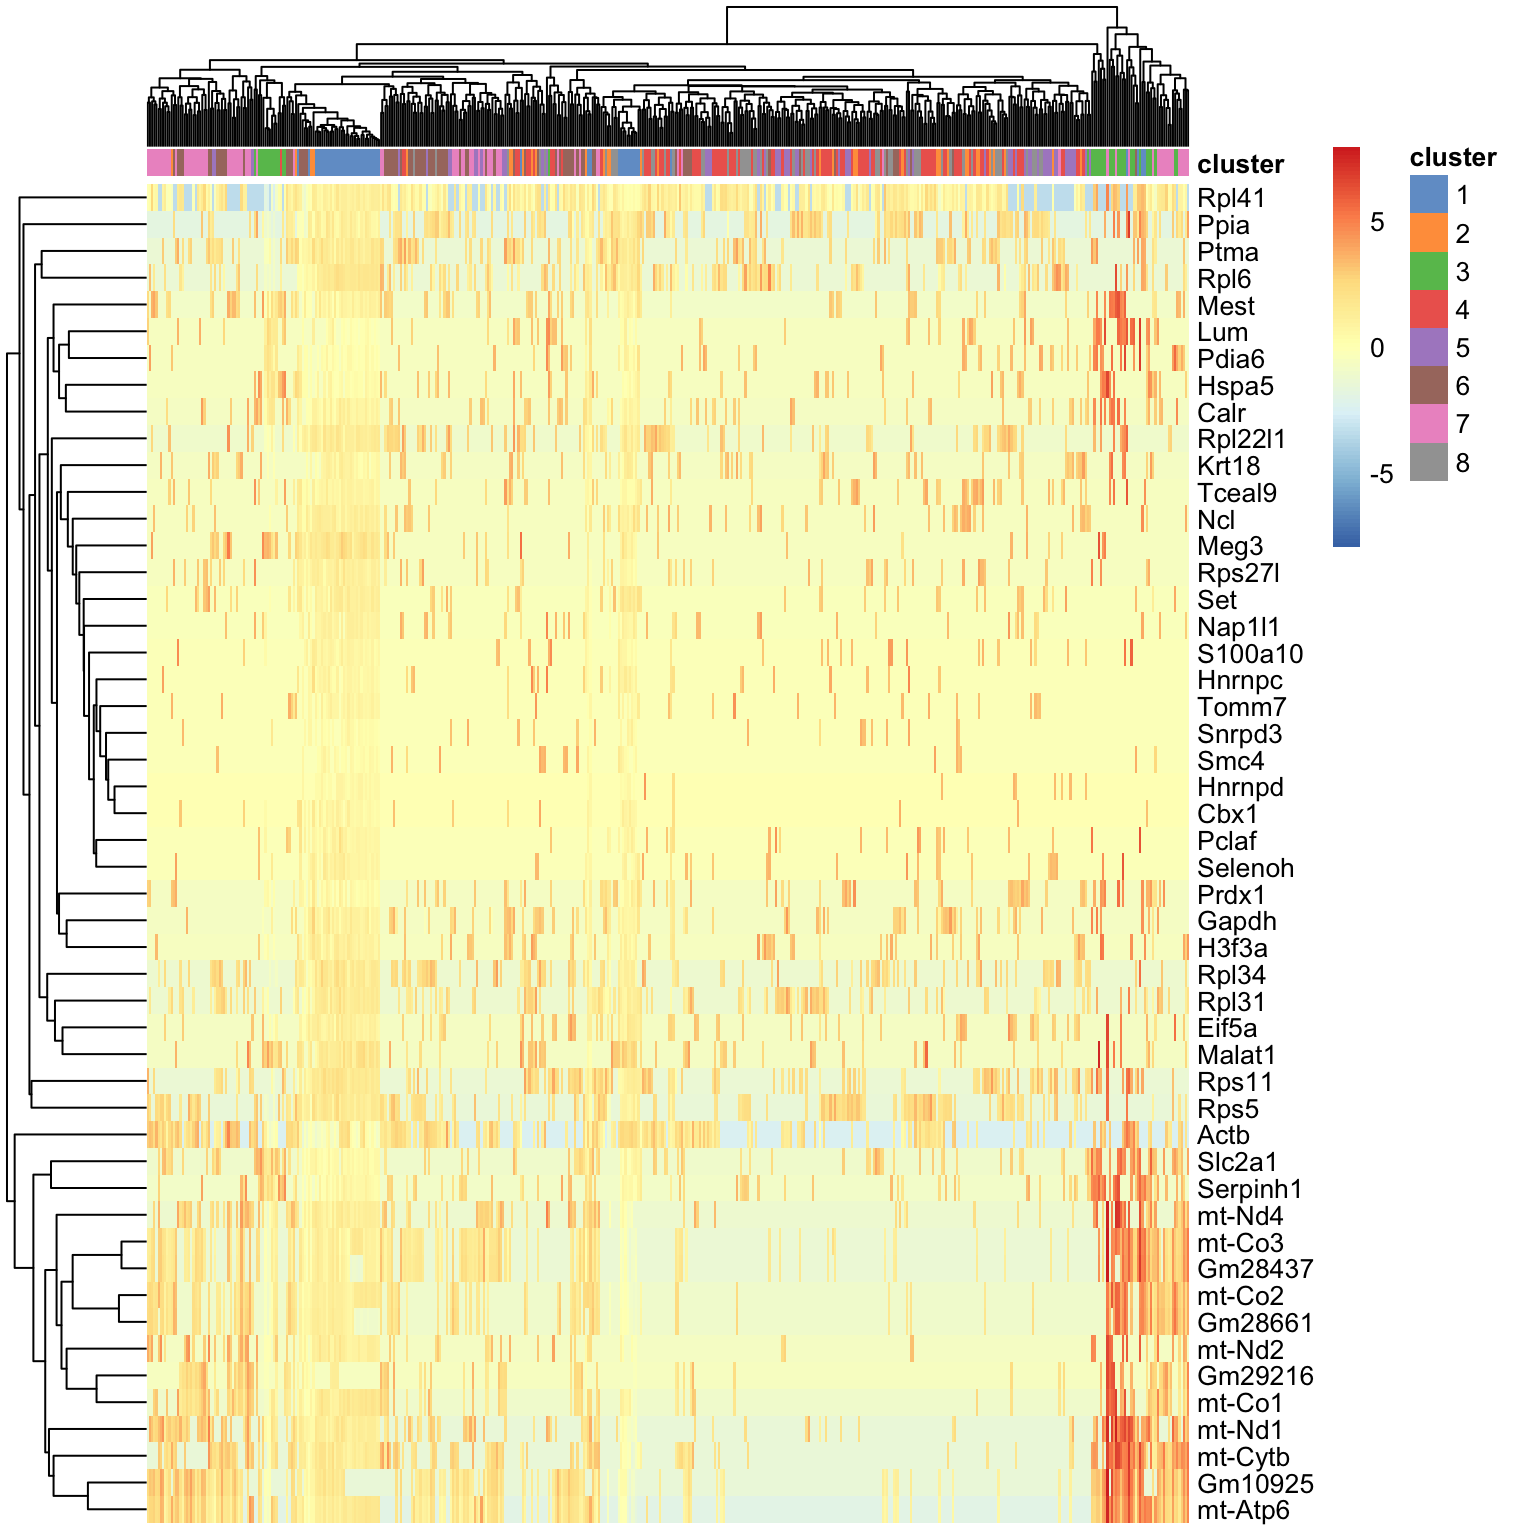 cluster
Rpl41
Ppia
Ptma
Rpl6
Mest
Lum
Pdia6
Hspa5
Calr
Rpl22l1
Krt18
Tceal9
Ncl
Meg3
Rps27l
Set
Nap1l1
S100a10
Hnrnpc
Tomm7
Snrpd3
Smc4
Hnrnpd
Cbx1
Pclaf
Selenoh
Prdx1
Gapdh
H3f3a
Rpl34
Rpl31
Eif5a
Malat1
Rps11
Rps5
Actb
Slc2a1
Serpinh1
mt-Nd4
mt-Co3
Gm28437
mt-Co2
Gm28661
mt-Nd2
Gm29216
mt-Co1
mt-Nd1
mt-Cytb
Gm10925
mt-Atp6
5
0
-5
cluster
1
2
3
4
5
6
7
8